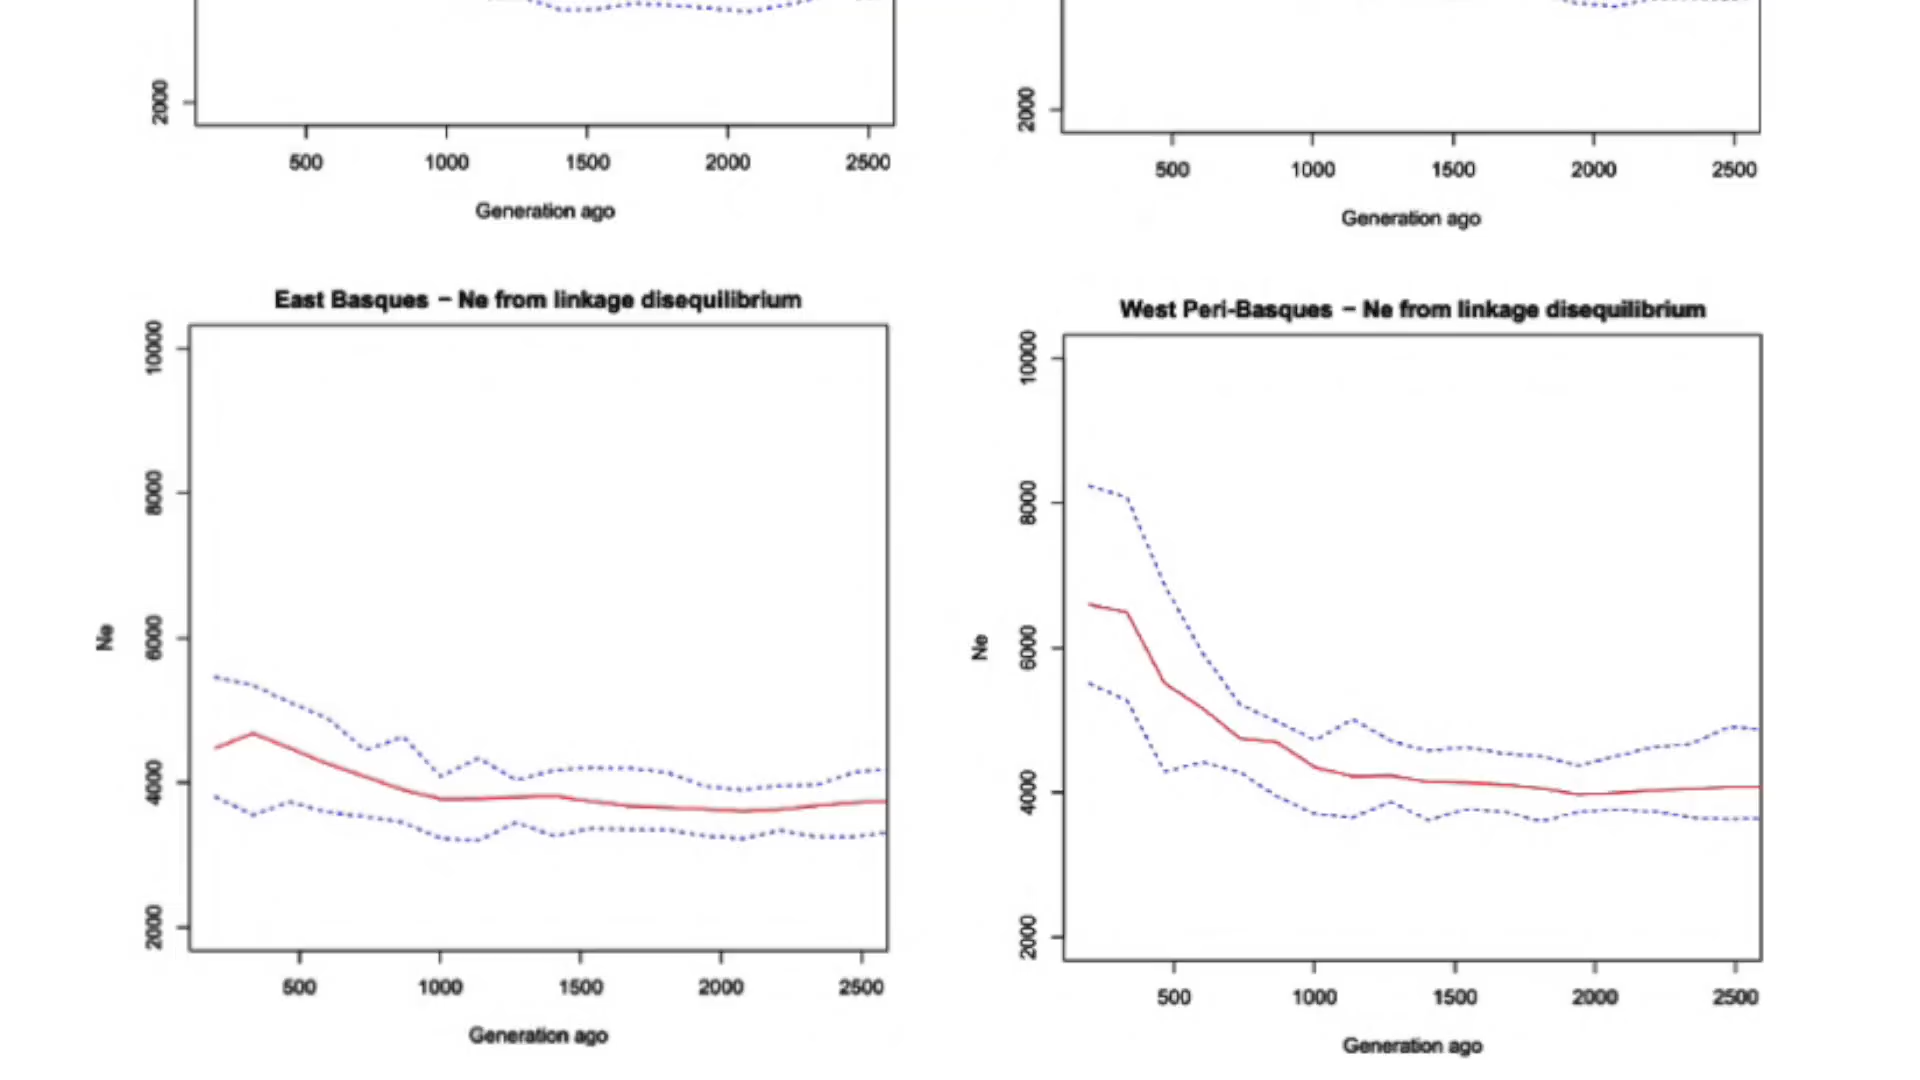 2000
500 1000 1500 2000 2500
Generation ago
2000
500 1000 1500 2000 2500
Generation ago
East Basques − Ne from linkage disequilibrium
10000
8000
6000
4000
2000
Ne
500 1000 1500 2000 2500
Generation ago
West Peri-Basques − Ne from linkage disequilibrium
10000
8000
6000
4000
2000
Ne
500 1000 1500 2000 2500
Generation ago